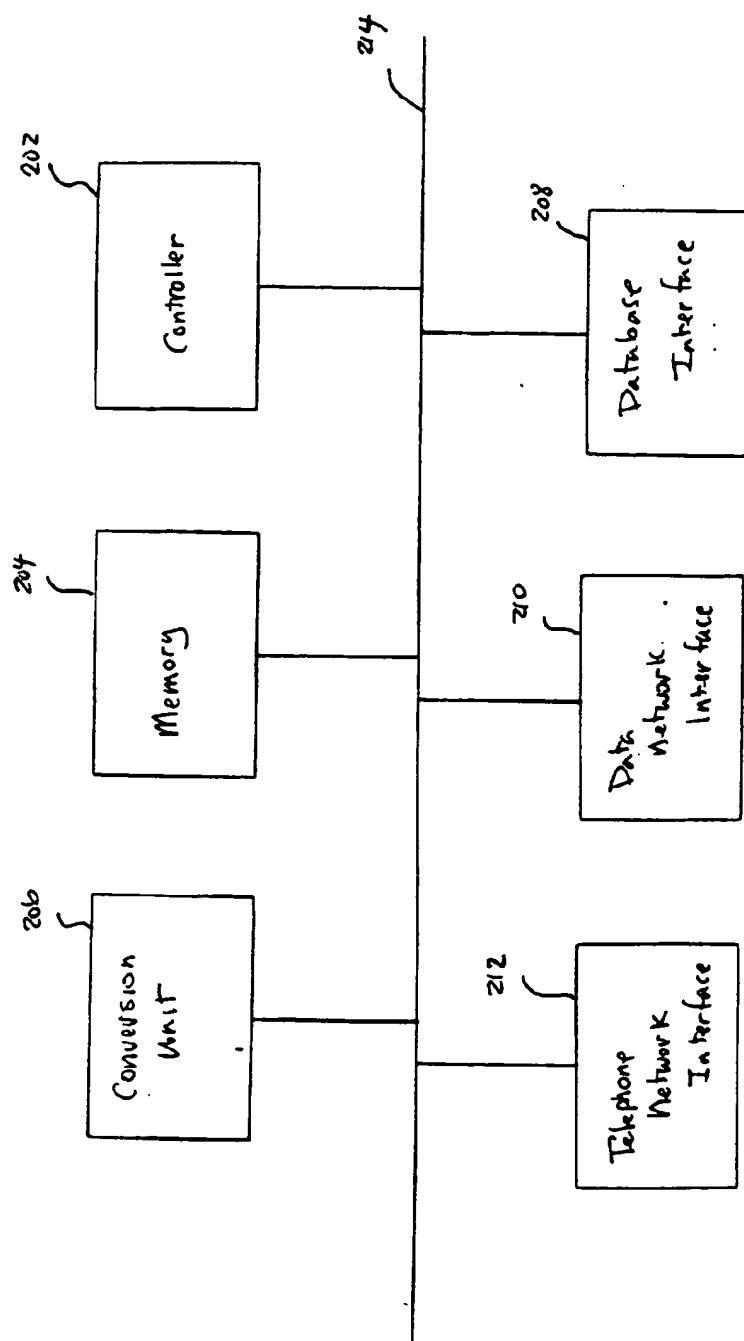 206
Conversion
Unit
204
Memory
202
Controller
214
212
Telephone
Network
Interface
210
Data
Network
Interface
208
Database
Interface